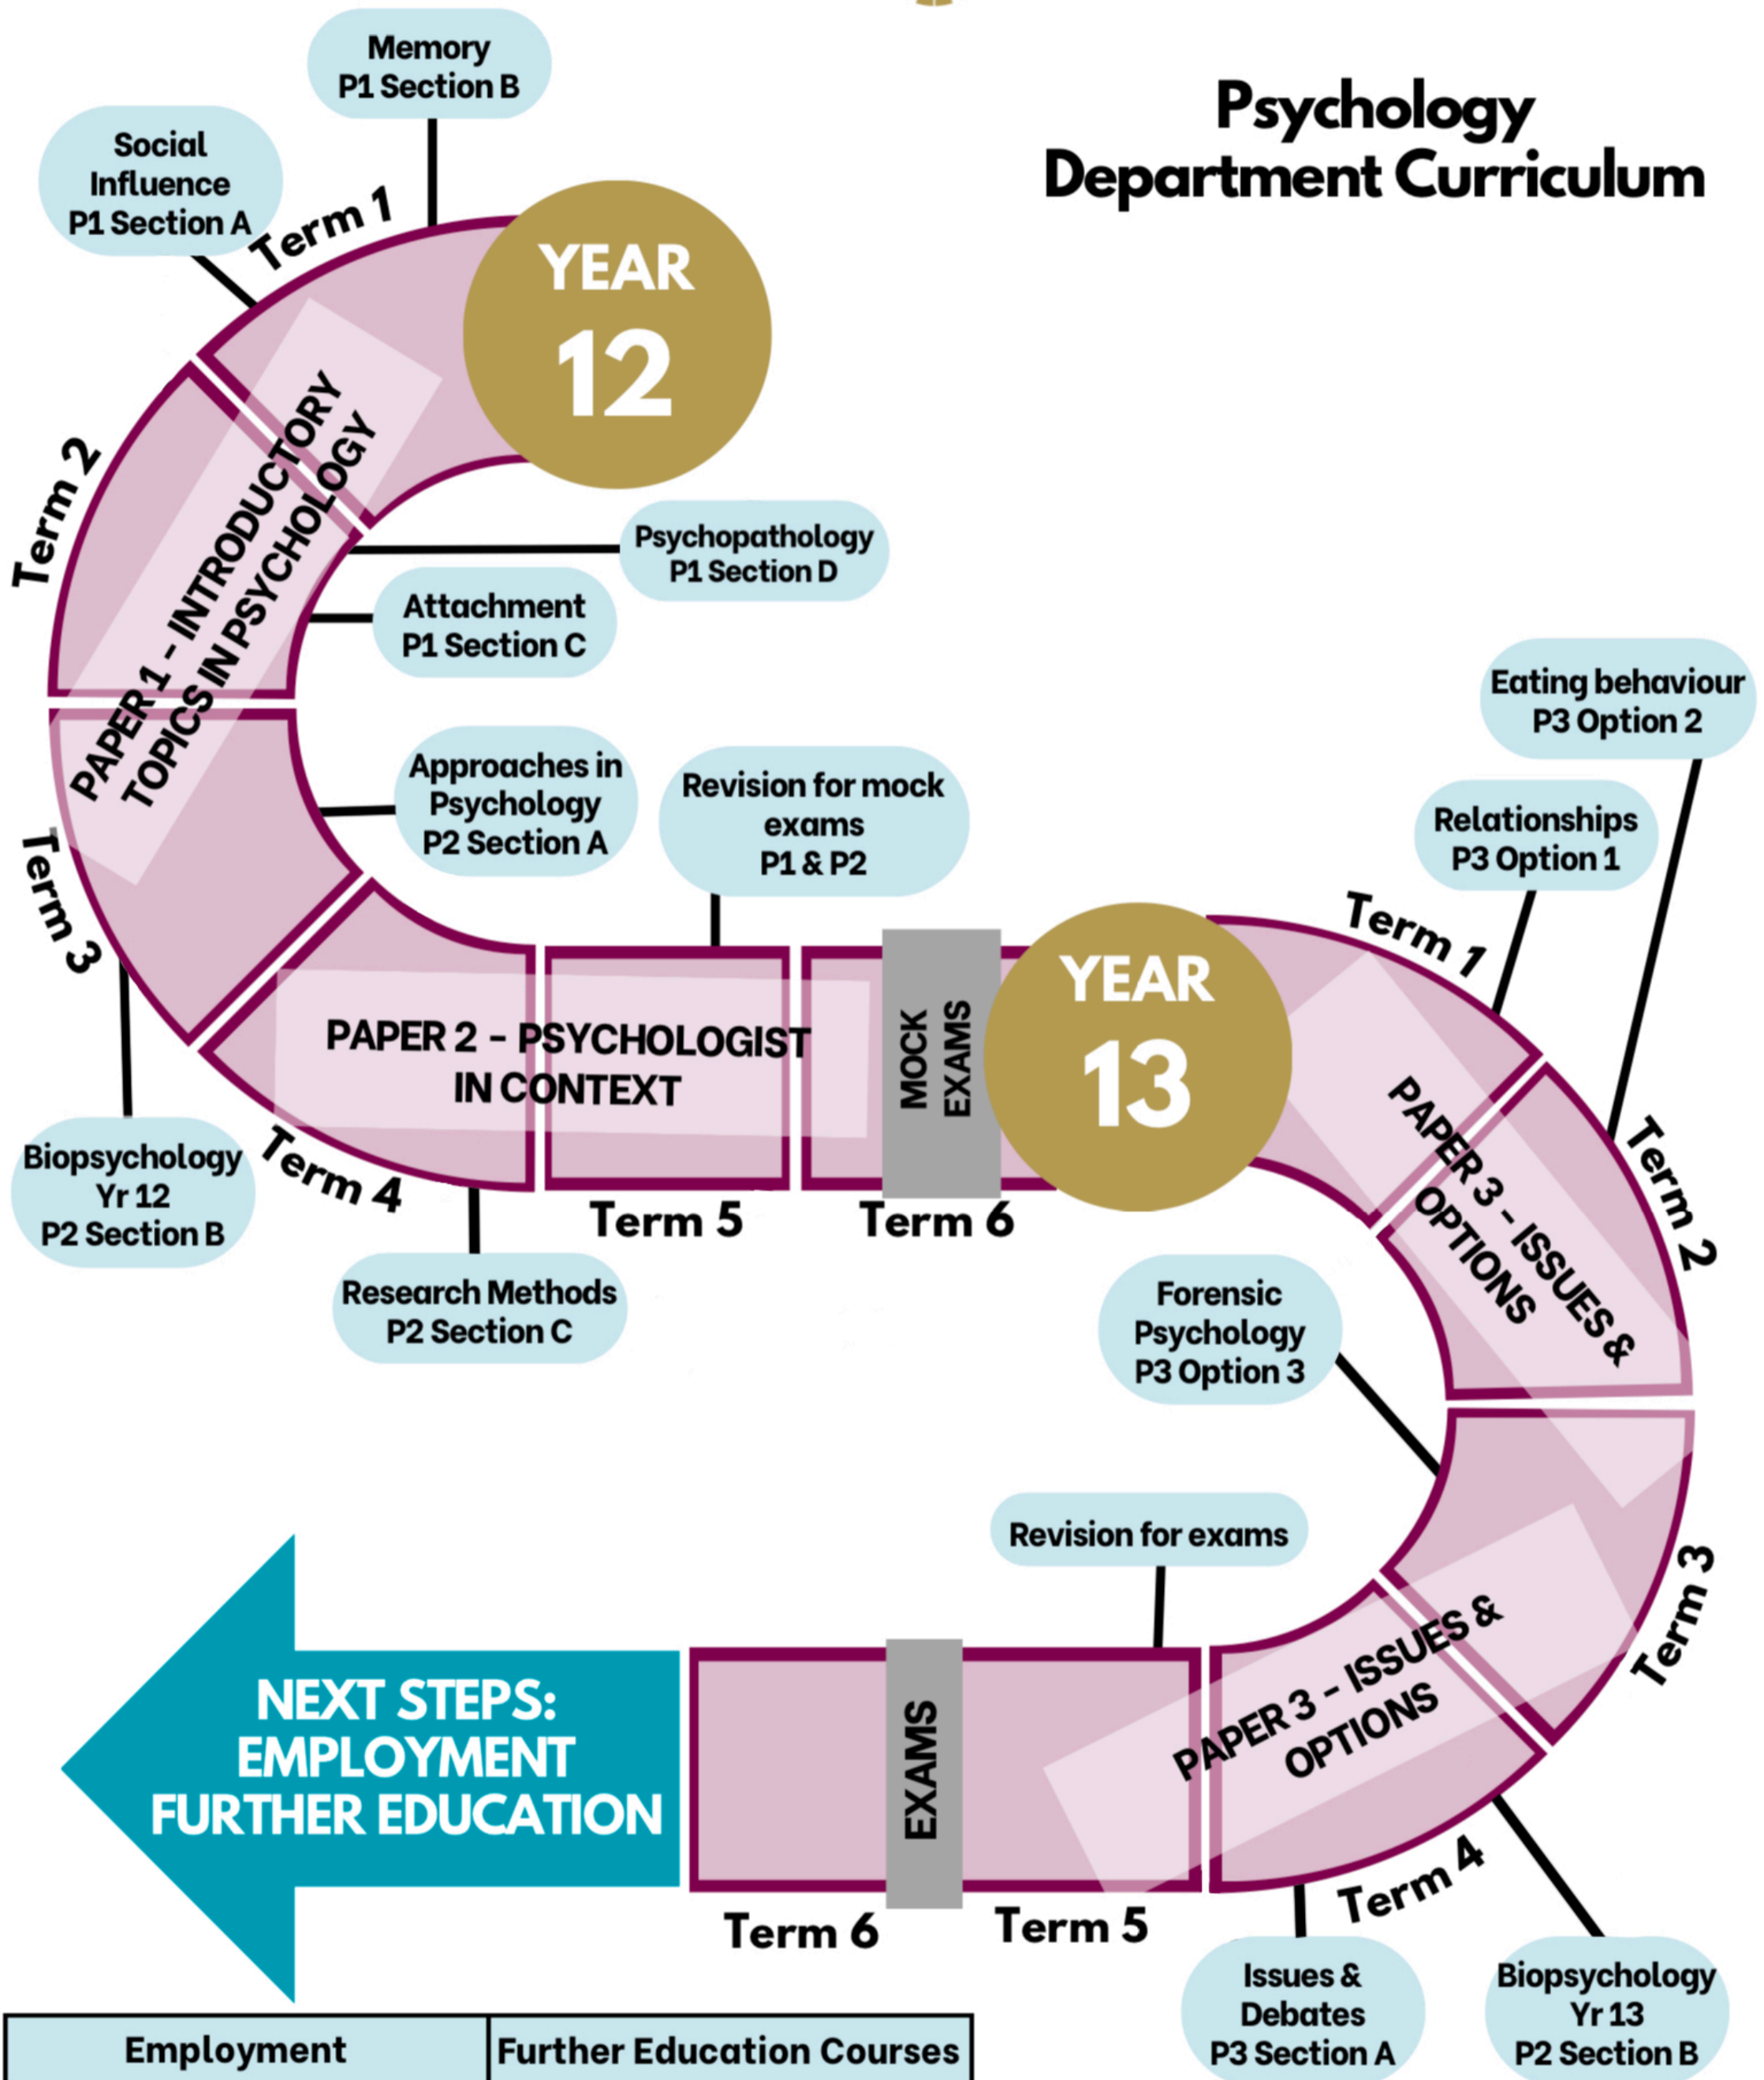 Psychology
Department Curriculum
Memory
P1 Section B
Social
Influence
P1 Section A
Term 1
YEAR
12
Term 2
PAPER 1 - INTRODUCTORY
TOPICS IN PSYCHOLOGY
Psychopathology
P1 Section D
Attachment
P1 Section C
Approaches in
Psychology
P2 Section A
Term 3
Biopsychology
Yr 12
P2 Section B
Term 4
Research Methods
P2 Section C
PAPER 2 - PSYCHOLOGIST
IN CONTEXT
Revision for mock
exams
P1 & P2
Term 5
MOCK
EXAMS
Term 6
YEAR
13
Term 1
Relationships
P3 Option 1
Eating behaviour
P3 Option 2
Term 2
PAPER 3 - ISSUES &
OPTIONS
Forensic
Psychology
P3 Option 3
Term 3
PAPER 3 - ISSUES &
OPTIONS
Term 4
Biopsychology
Yr 13
P2 Section B
Issues &
Debates
P3 Section A
Revision for exams
Term 5
EXAMS
Term 6
NEXT STEPS:
EMPLOYMENT
FURTHER EDUCATION
Employment
Further Education Courses